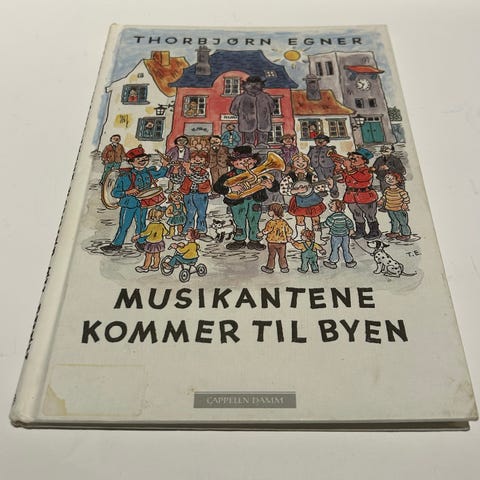 THORBJØRN EGNER
T.E.
MUSIKANTENE
KOMMER TIL BYEN
CAPPELEN DAMM